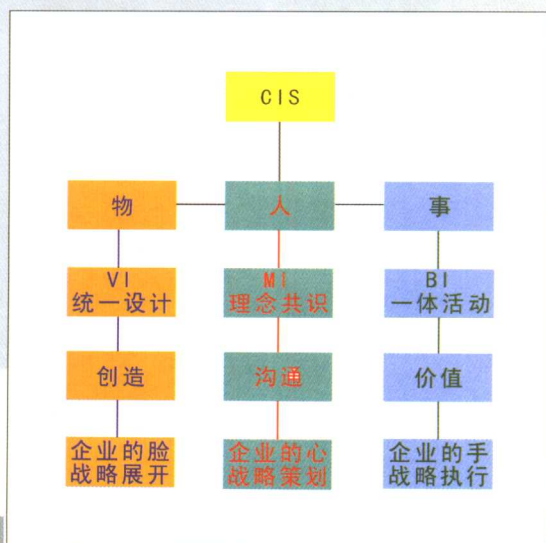 CIS
物
人
事
VI
统一设计
MI
理念共识
BI
一体活动
创造
沟通
价值
企业的脸
战略展开
企业的心
战略策划
企业的手
战略执行